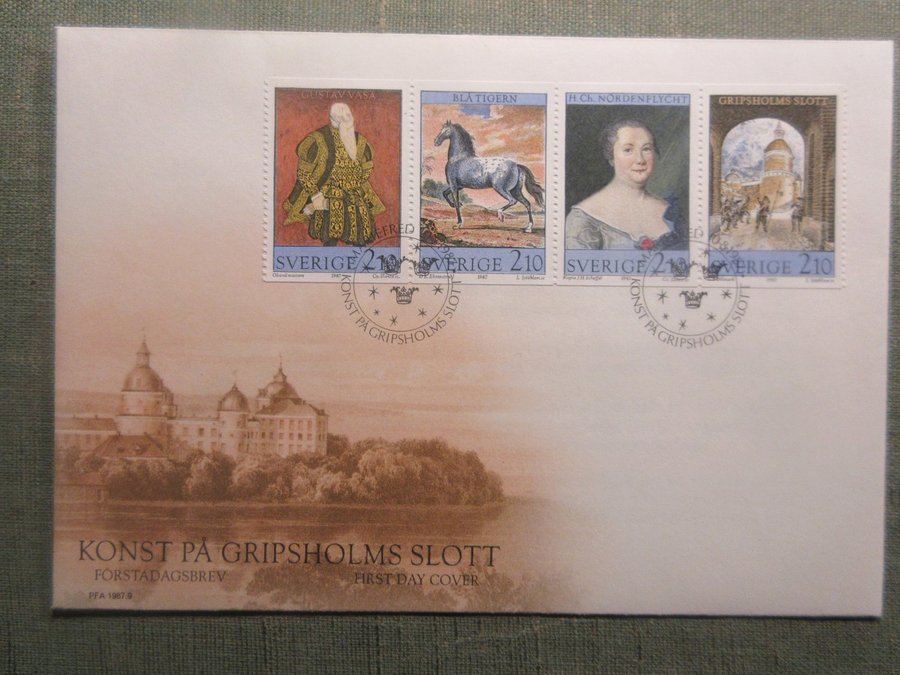 GUSTAV VASA
SVERIGE 2.10
1987
BLÅ TIGERN
SVERIGE 2.10
1987
H. Ch. NORDENFLYCHT
SVERIGE 2.10
GRIPSHOLMS SLOTT
SVERIGE 2.10
KONST PÅ GRIPSHOLMS SLOTT
KONST PÅ GRIPSHOLMS SLOTT
KONST PÅ GRIPSHOLMS SLOTT
FÖRSTADAGSBREV FIRST DAY COVER
PFA 1987:9